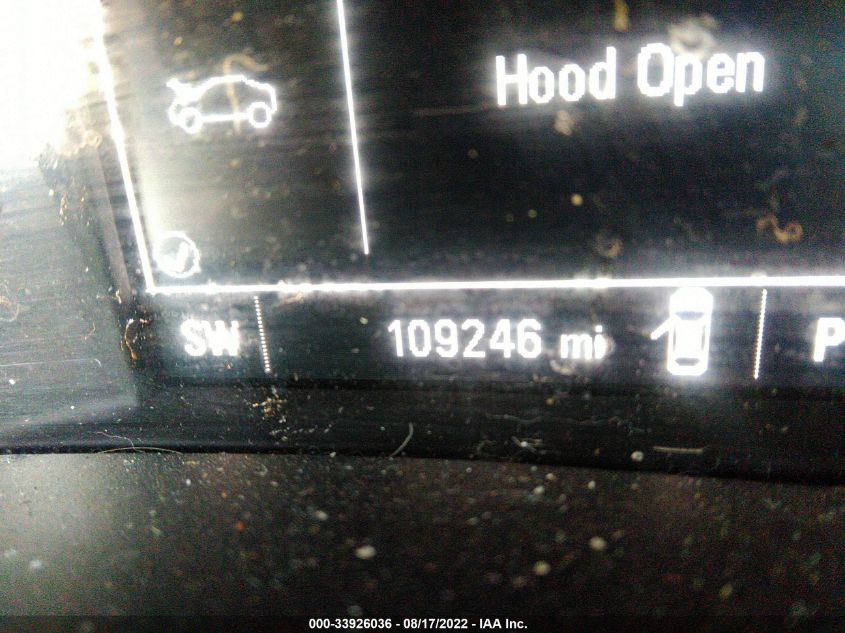 Hood Open
SW 109246 mi P
000-33926036 - 08/17/2022 - IAA Inc.